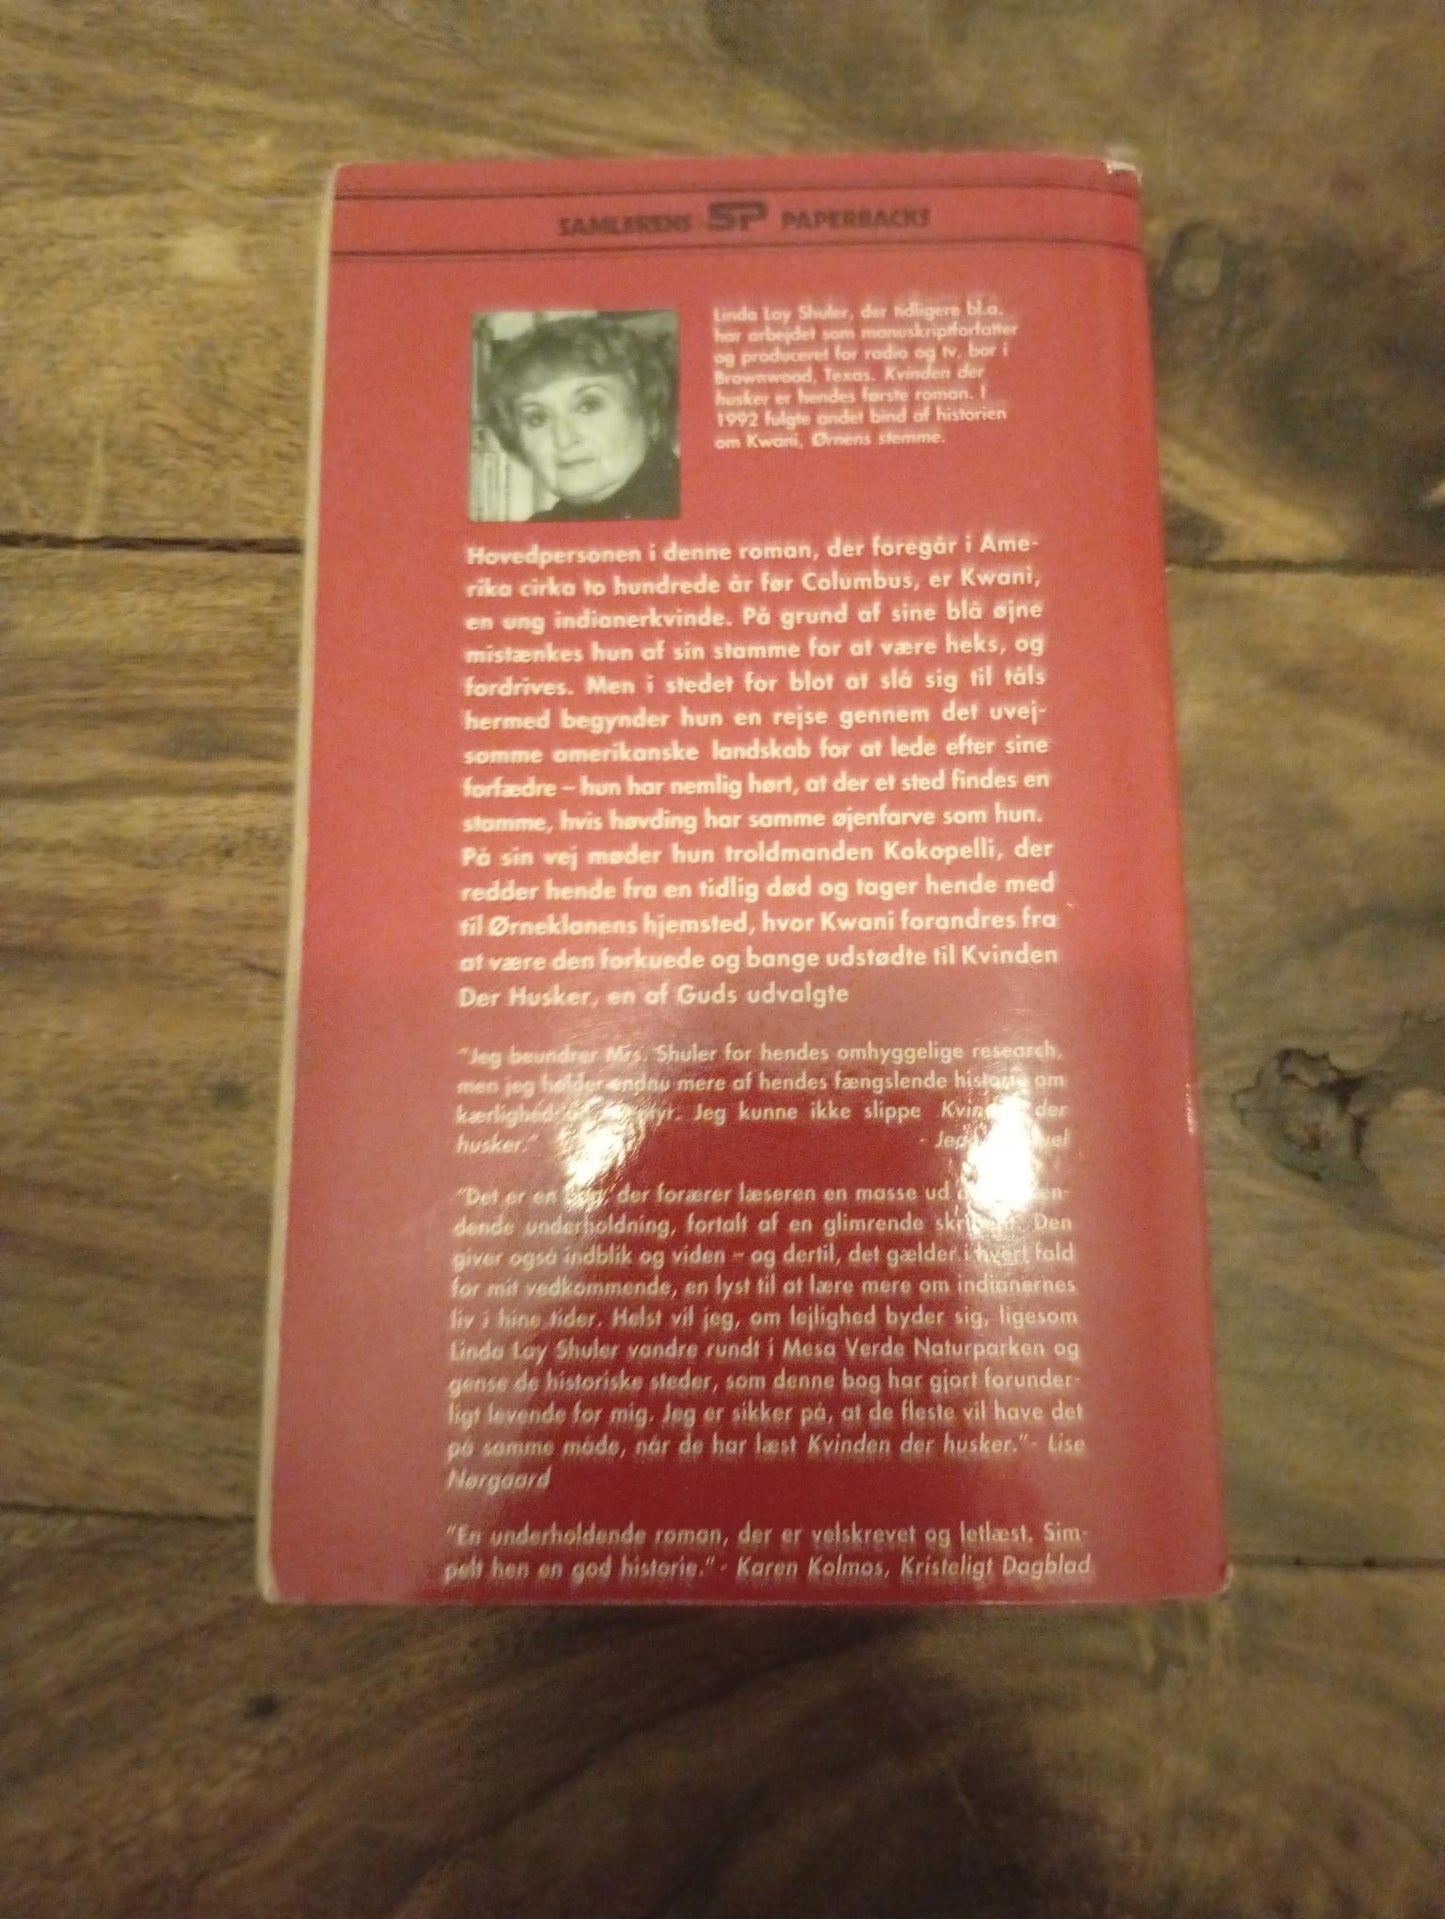 SAMLERENS SP PAPERBACKS
Linda Lay Shuler, der tidligere bl.a.
har arbejdet som manuskriptforfatter
og produceret for radio og tv, bor i
Brownwood, Texas. Kvinden der
husker er hendes første roman. I
1992 fulgte andet bind af historien
om Kwani, Ørnens stemme.
Hovedpersonen i denne roman, der foregår i Ame-
rika cirka to hundrede år før Columbus, er Kwani,
en ung indianerkvinde. På grund af sine blå øjne
mistænkes hun af sin stamme for at være heks, og
fordrives. Men i stedet for blot at slå sig til tåls
hermed begynder hun en rejse gennem det uvej-
somme amerikanske landskab for at lede efter sine
forfædre – hun har nemlig hørt, at der et sted findes en
stamme, hvis høvding har samme øjenfarve som hun.
På sin vej møder hun troldmanden Kokopelli, der
redder hende fra en tidlig død og tager hende med
til Ørneklanens hjemsted, hvor Kwani forandres fra
at være den forkuede og bange udstødte til Kvinden
Der Husker, en af Guds udvalgte
"Jeg beundrer Mrs. Shuler for hendes omhyggelige research,
men jeg holder endnu mere af hendes fængslende historie om
kærlighed Jeg kunne ikke slippe Kvinden der
husker."
"Det er en der forærer læseren en masse ud
dende underholdning, fortalt af en glimrende Den
giver også indblik og viden – og dertil, det gælder i hvert fald
for mit vedkommende, en lyst til at lære mere om indianernes
liv i hine tider. Helst vil jeg, om lejlighed byder sig, ligesom
Linda Lay Shuler vandre rundt i Mesa Verde Naturparken og
gense de historiske steder, som denne bog har gjort forunder-
ligt levende for mig. Jeg er sikker på, at de fleste vil have det
på samme måde, når de har læst Kvinden der husker."- Lise
Nørgaard
"En underholdende roman, der er velskrevet og letlæst. Sim-
pelt hen en god historie." - Karen Kolmos, Kristeligt Dagblad